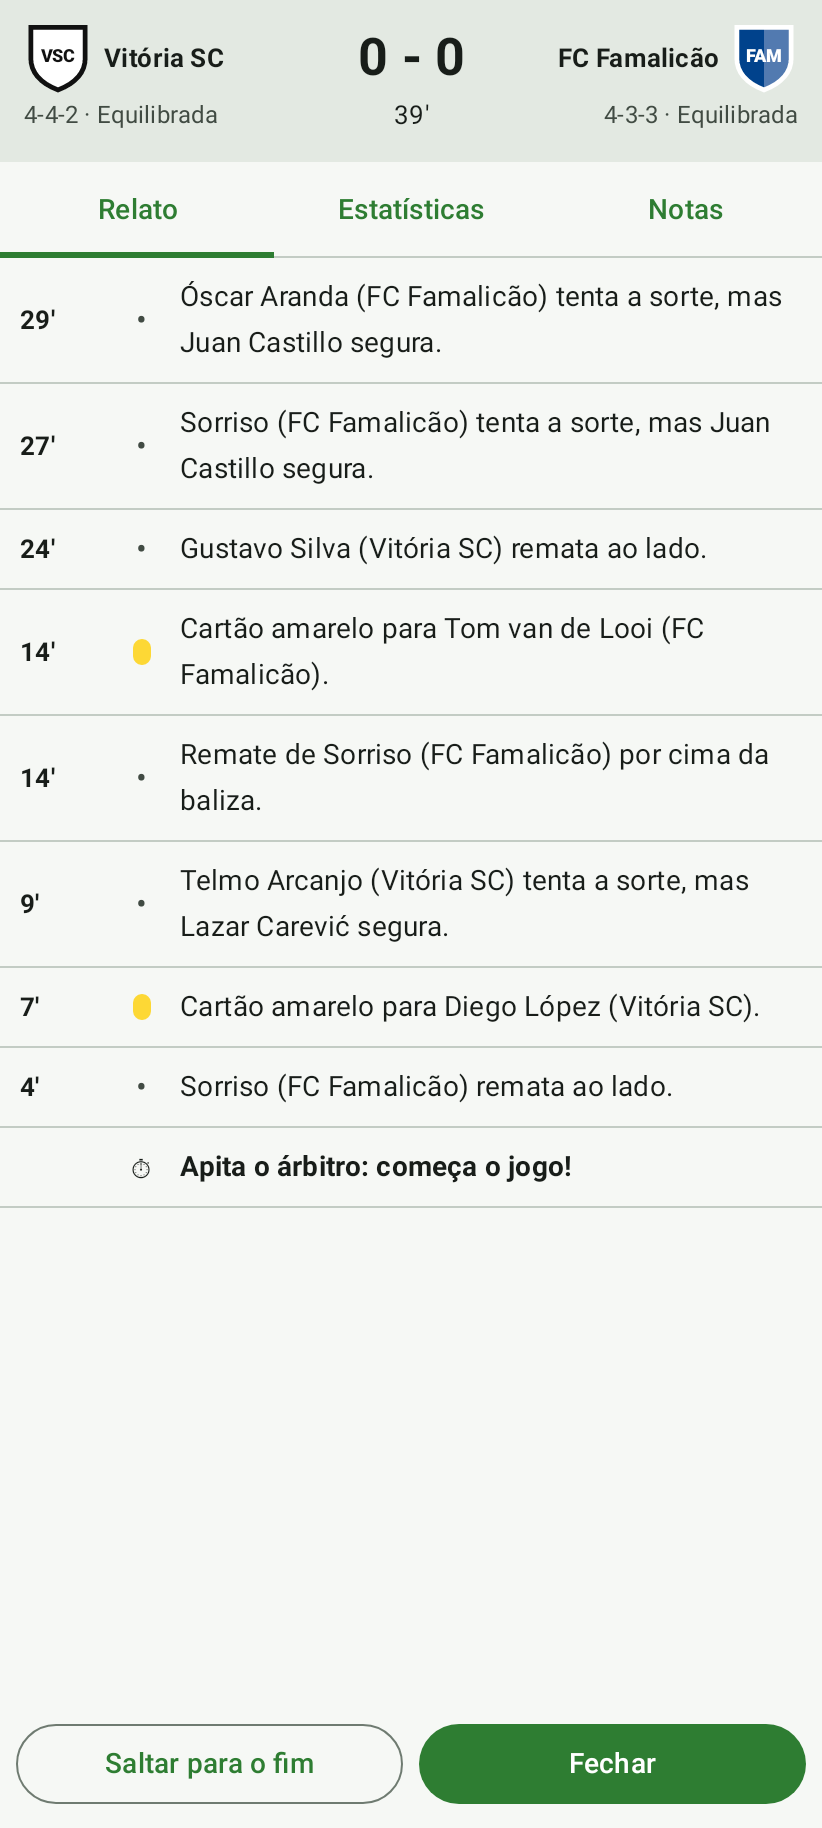 VSC
Vitória SC
0 - 0
FC Famalicão
FAM
4-4-2 · Equilibrada
39'
4-3-3 · Equilibrada
Relato
Estatísticas
Notas
29'
Óscar Aranda (FC Famalicão) tenta a sorte, mas
Juan Castillo segura.
27'
Sorriso (FC Famalicão) tenta a sorte, mas Juan
Castillo segura.
24'
Gustavo Silva (Vitória SC) remata ao lado.
14'
Cartão amarelo para Tom van de Looi (FC
Famalicão).
14'
Remate de Sorriso (FC Famalicão) por cima da
baliza.
9'
Telmo Arcanjo (Vitória SC) tenta a sorte, mas
Lazar Carević segura.
7'
Cartão amarelo para Diego López (Vitória SC).
4'
Sorriso (FC Famalicão) remata ao lado.
Apita o árbitro: começa o jogo!
Saltar para o fim
Fechar